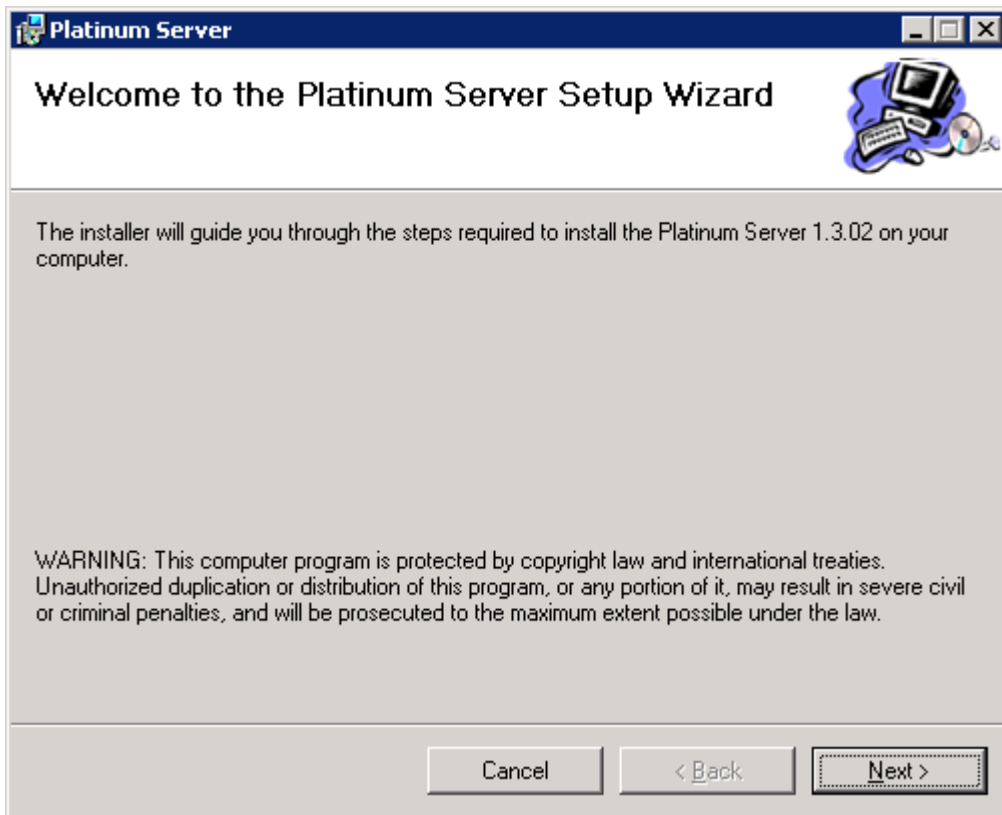 Platinum Server
Welcome to the Platinum Server Setup Wizard
The installer will guide you through the steps required to install the Platinum Server 1.3.02 on your
computer.
WARNING: This computer program is protected by copyright law and international treaties.
Unauthorized duplication or distribution of this program, or any portion of it, may result in severe civil
or criminal penalties, and will be prosecuted to the maximum extent possible under the law.
Cancel < Back Next >